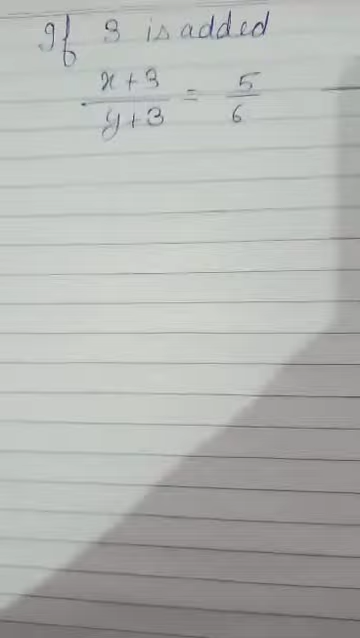 If 3 is added
x+3 / y+3 = 5 / 6